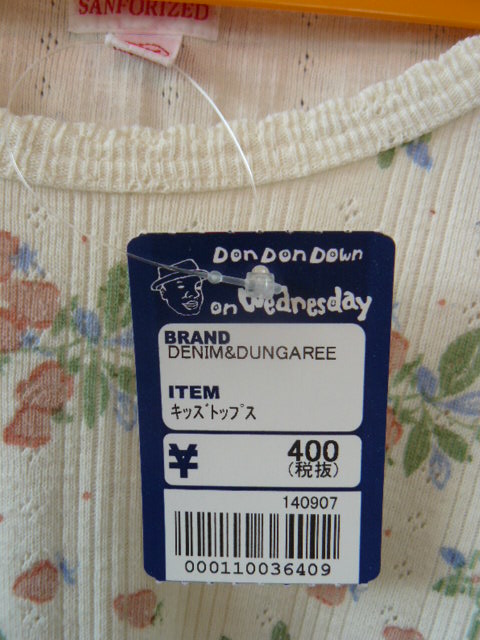 SANFORIZED
Don Don Down
on Wednesday
BRAND
DENIM&DUNGAREE
ITEM
キッズトップス
¥ 400
(税抜)
140907
000110036409